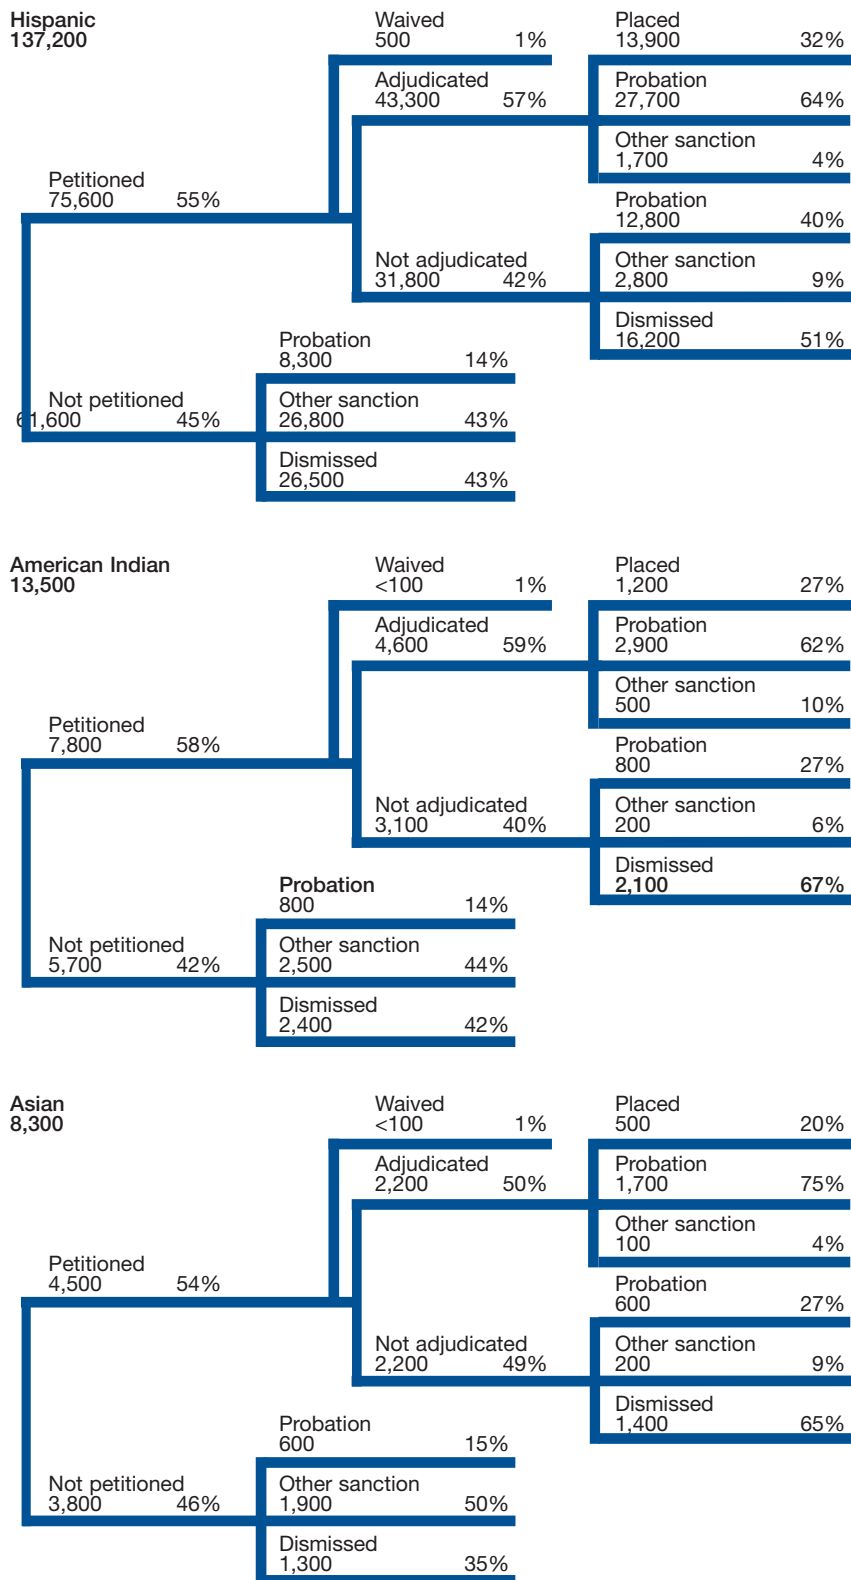 Hispanic
137,200
Waived
500 1%
Placed
13,900 32%
Adjudicated
43,300 57%
Probation
27,700 64%
Other sanction
1,700 4%
Petitioned
75,600 55%
Probation
12,800 40%
Not adjudicated
31,800 42%
Other sanction
2,800 9%
Dismissed
16,200 51%
Probation
8,300 14%
Not petitioned
61,600 45%
Other sanction
26,800 43%
Dismissed
26,500 43%
American Indian
13,500
Waived
<100 1%
Placed
1,200 27%
Adjudicated
4,600 59%
Probation
2,900 62%
Other sanction
500 10%
Petitioned
7,800 58%
Probation
800 27%
Not adjudicated
3,100 40%
Other sanction
200 6%
Dismissed
2,100 67%
Probation
800 14%
Not petitioned
5,700 42%
Other sanction
2,500 44%
Dismissed
2,400 42%
Asian
8,300
Waived
<100 1%
Placed
500 20%
Adjudicated
2,200 50%
Probation
1,700 75%
Other sanction
100 4%
Petitioned
4,500 54%
Probation
600 27%
Not adjudicated
2,200 49%
Other sanction
200 9%
Dismissed
1,400 65%
Probation
600 15%
Not petitioned
3,800 46%
Other sanction
1,900 50%
Dismissed
1,300 35%